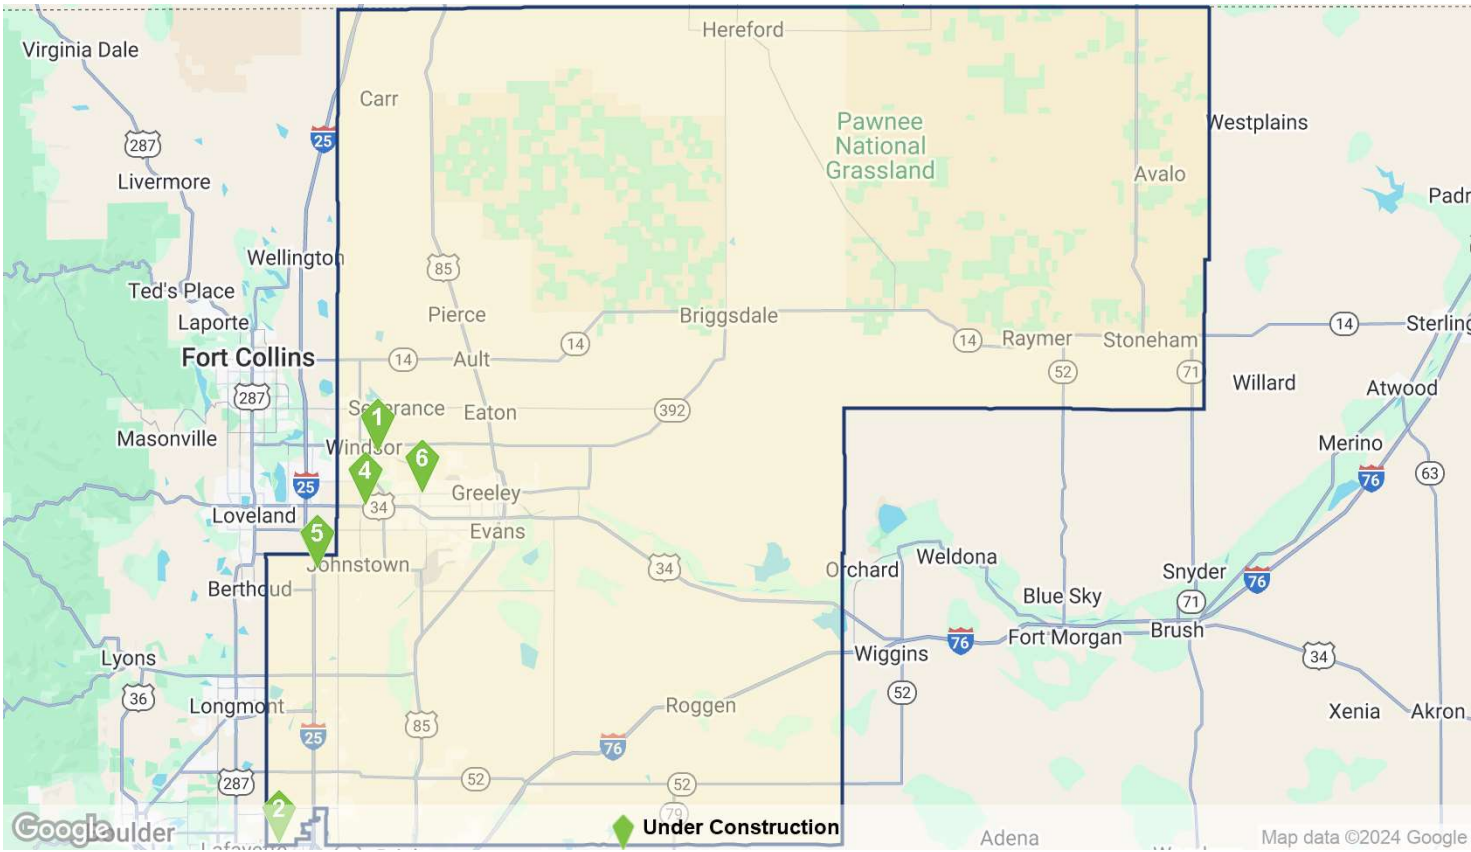 Hereford
Virginia Dale
Carr
25
287
Pawnee
National
Grassland
Westplains
Livermore
Avalo
Padr
Wellington
85
Ted's Place
Laporte
Pierce
Briggsdale
14
Sterling
Fort Collins
14
Ault
14
14
Raymer
Stoneham
52
71
Willard
Atwood
287
Severance
Eaton
392
1
Masonville
Windsor
Merino
6
4
76
63
25
Greeley
34
Loveland
5
Evans
Johnstown
34
Orchard
Weldona
Snyder
76
Berthoud
Blue Sky
71
Fort Morgan
Brush
76
Lyons
Wiggins
34
36
52
Longmont
Roggen
Xenia
Akron
85
25
76
287
52
52
2
79
Google
Boulder
Under Construction
Adena
Map data ©2024 Google
Lafayette